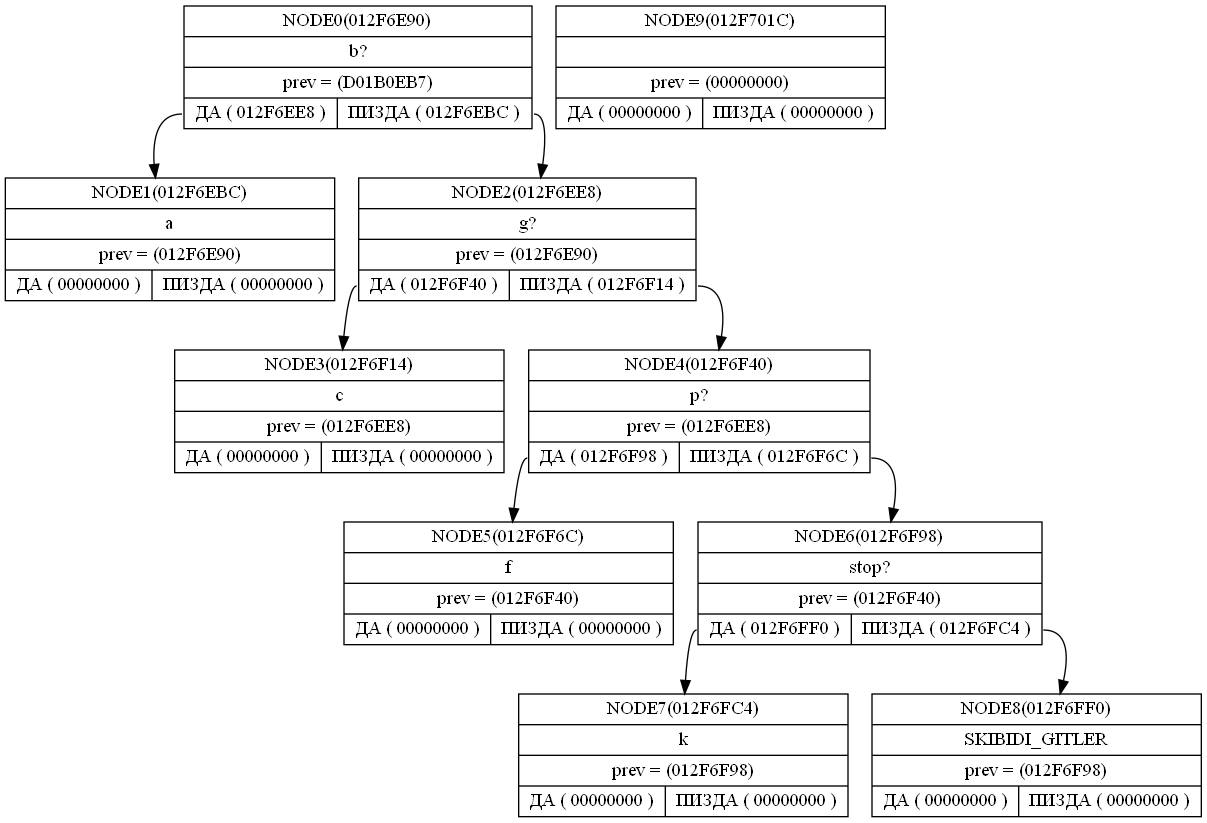 NODE0(012F6E90)
b?
prev = (D01B0EB7)
ДА ( 012F6EE8 ) ПИЗДА ( 012F6EBC )
NODE9(012F701C)
prev = (00000000)
ДА ( 00000000 ) ПИЗДА ( 00000000 )
NODE1(012F6EBC)
a
prev = (012F6E90)
ДА ( 00000000 ) ПИЗДА ( 00000000 )
NODE2(012F6EE8)
g?
prev = (012F6E90)
ДА ( 012F6F40 ) ПИЗДА ( 012F6F14 )
NODE3(012F6F14)
c
prev = (012F6EE8)
ДА ( 00000000 ) ПИЗДА ( 00000000 )
NODE4(012F6F40)
p?
prev = (012F6EE8)
ДА ( 012F6F98 ) ПИЗДА ( 012F6F6C )
NODE5(012F6F6C)
f
prev = (012F6F40)
ДА ( 00000000 ) ПИЗДА ( 00000000 )
NODE6(012F6F98)
stop?
prev = (012F6F40)
ДА ( 012F6FF0 ) ПИЗДА ( 012F6FC4 )
NODE7(012F6FC4)
k
prev = (012F6F98)
ДА ( 00000000 ) ПИЗДА ( 00000000 )
NODE8(012F6FF0)
SKIBIDI_GITLER
prev = (012F6F98)
ДА ( 00000000 ) ПИЗДА ( 00000000 )